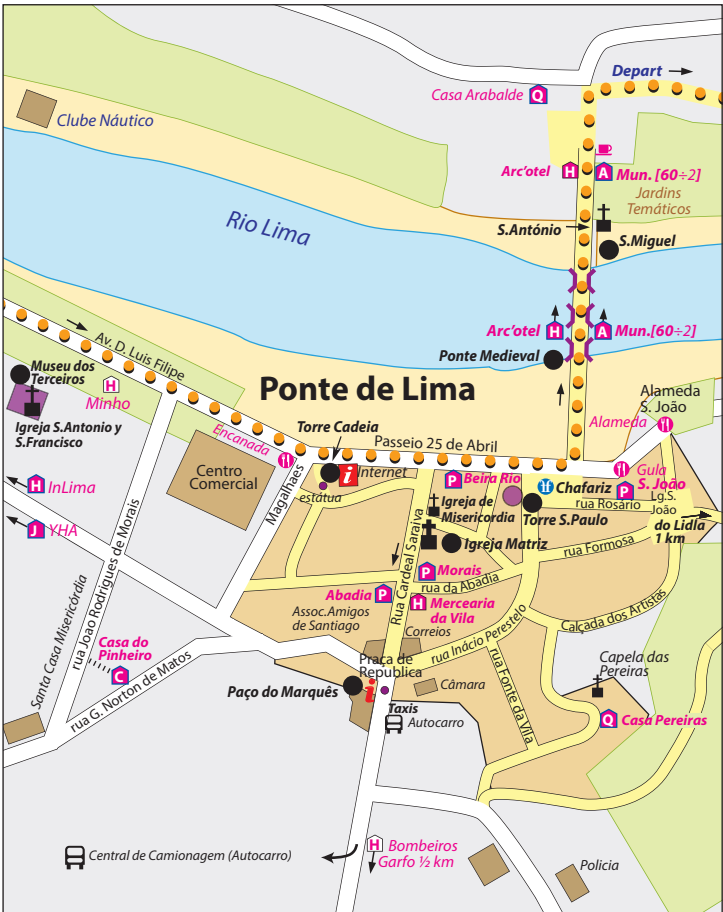 Depart
Casa Arabalde
Q
Clube Náutico
Arc'otel
H
A
Mun. [60÷2]
Jardins
Temáticos
Rio Lima
S.António
S.Miguel
Arc'otel
H
A
Mun.[60÷2]
Ponte Medieval
Av. D. Luis Filipe
Museu dos
Terceiros
H
Minho
Ponte de Lima
Alameda
S. João
Igreja S.Antonio y
S.Francisco
Encanada
Torre Cadeia
Passeio 25 de Abril
Alameda
Centro
Comercial
i
Internet
estátua
P
Beira Rio
Chafariz
Gula
S. João
P
H
InLima
Magalhaes
Igreja de
Misericordia
Torre S.Paulo
rua Rosário
Lg.S.
João
do Lidla
1 km
J
YHA
Igreja Matriz
rua Formosa
rua Joao Rodrigues de Morais
Rua Cardeal Saraiva
P
Morais
rua da Abadia
Abadia
P
H
Mercearia
da Vila
Assoc.Amigos
de Santiago
Calçada dos Artistas
Santa Casa Misericórdia
Correios
rua Inácio Perestelo
Casa do
Pinheiro
C
rua G. Norton de Matos
Praça de
Republica
rua Fonte da Vila
Capela das
Pereiras
Paço do Marquês
i
Câmara
Taxis
Autocarro
Q
Casa Pereiras
Central de Camionagem (Autocarro)
H
Bombeiros
Garfo ½ km
Policia